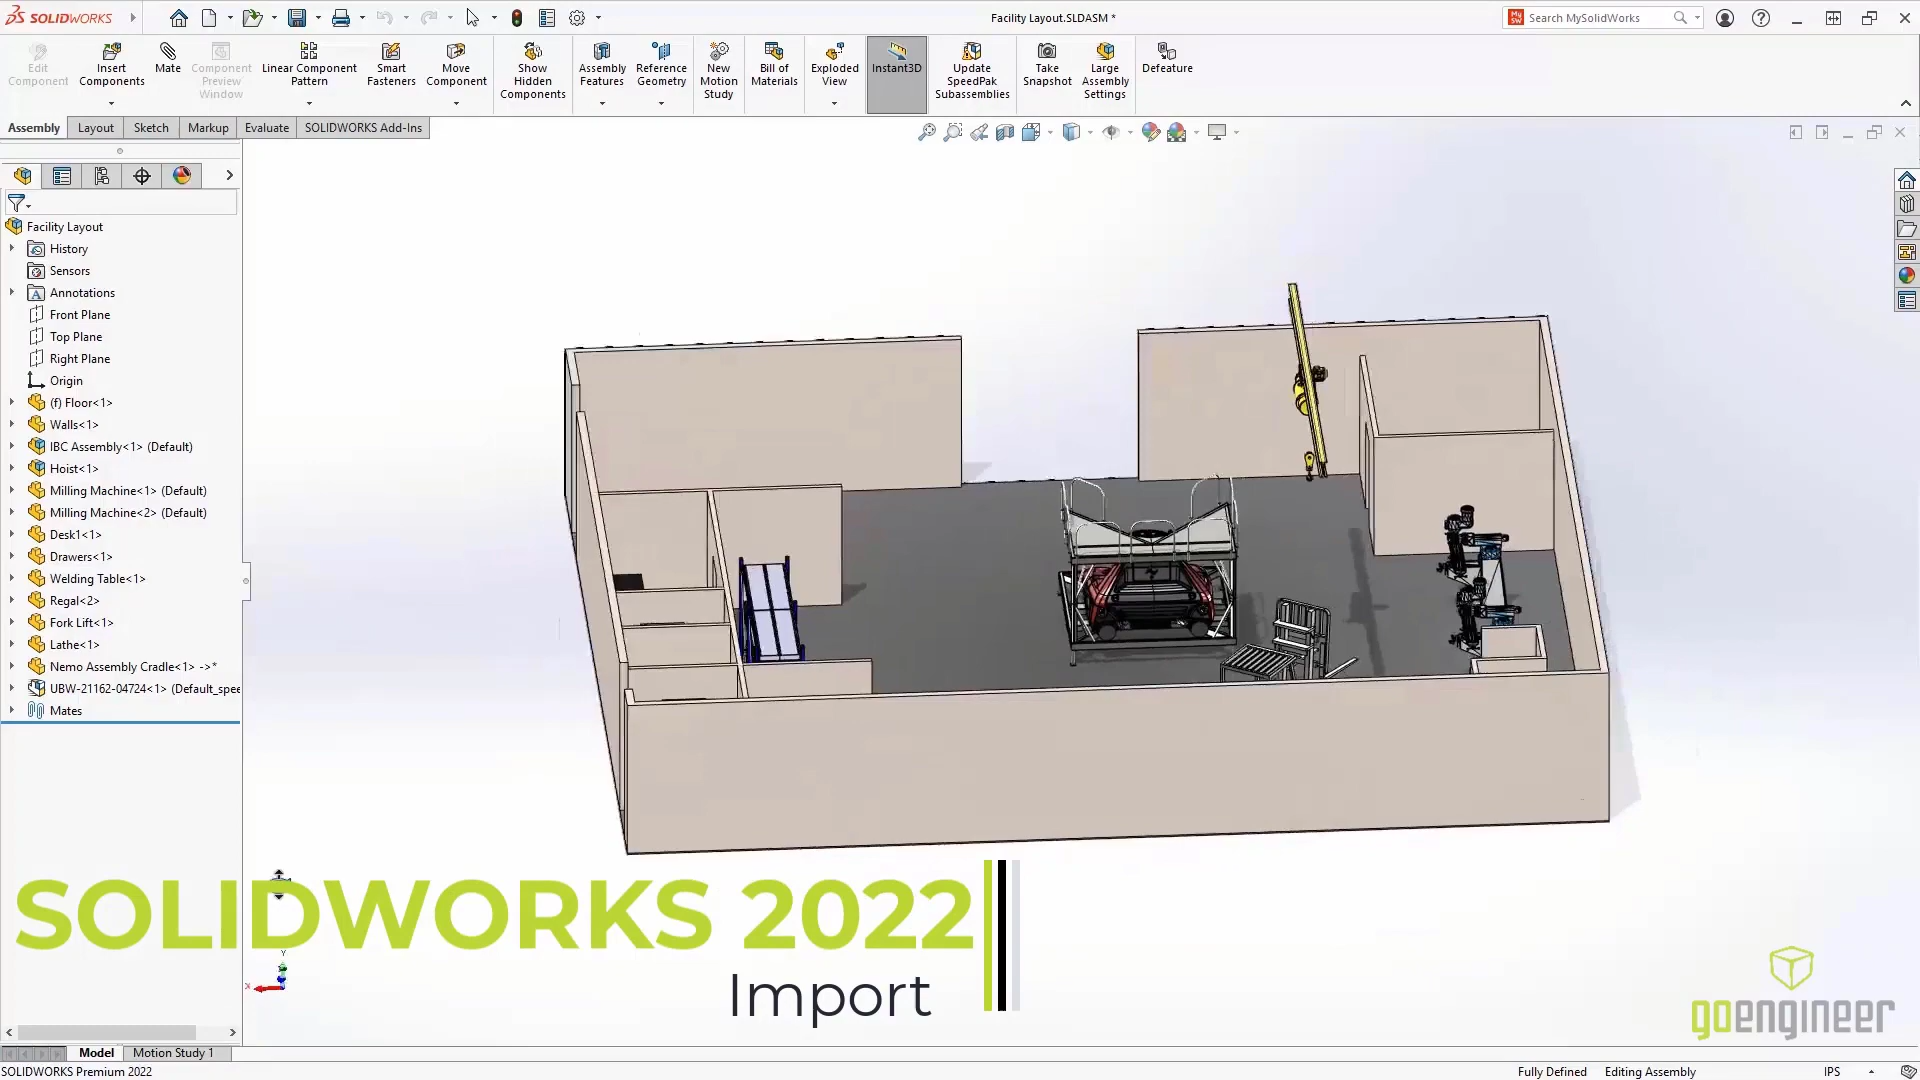 SOLIDWORKS
Facility Layout.SLDASM *
Search MySolidWorks
Edit Component
Insert Components
Mate
Component Preview Window
Linear Component Pattern
Smart Fasteners
Move Component
Show Hidden Components
Assembly Features
Reference Geometry
New Motion Study
Bill of Materials
Exploded View
Instant3D
Update SpeedPak Subassemblies
Take Snapshot
Large Assembly Settings
Defeature
Assembly
Layout
Sketch
Markup
Evaluate
SOLIDWORKS Add-Ins
Facility Layout
History
Sensors
Annotations
Front Plane
Top Plane
Right Plane
Origin
(f) Floor<1>
Walls<1>
IBC Assembly<1> (Default)
Hoist<1>
Milling Machine<1> (Default)
Milling Machine<2> (Default)
Desk1<1>
Drawers<1>
Welding Table<1>
Regal<2>
Fork Lift<1>
Lathe<1>
Nemo Assembly Cradle<1> ->*
UBW-21162-04724<1> (Default_spee
Mates
SOLIDWORKS 2022
Import
Y
X
goengineer
Model
Motion Study 1
SOLIDWORKS Premium 2022
Fully Defined
Editing Assembly
IPS